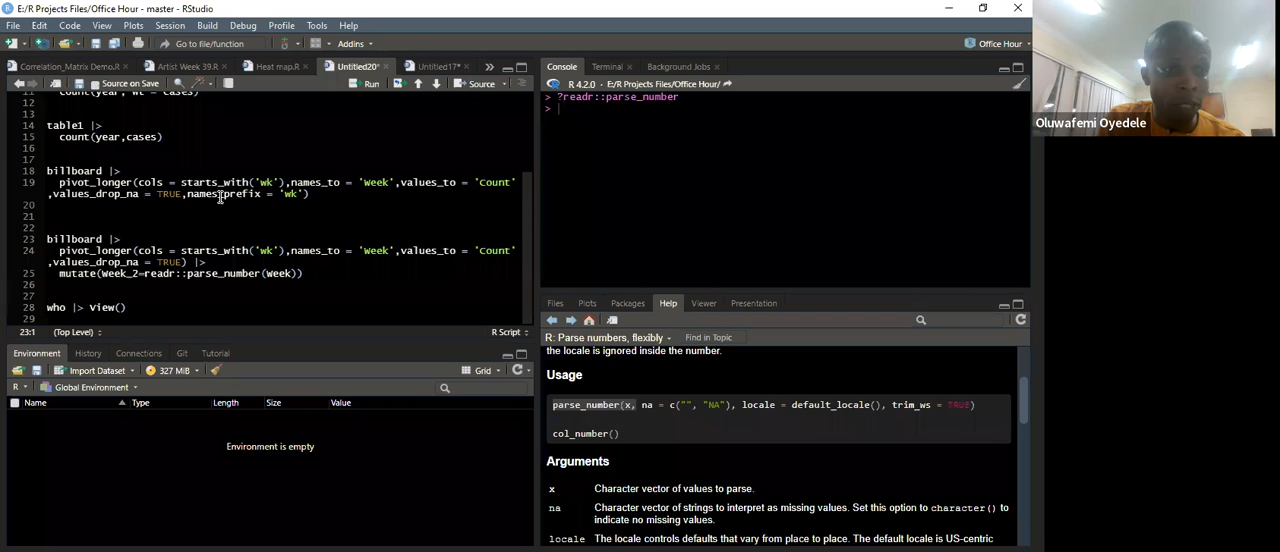 E:/R Projects Files/Office Hour - master - RStudio
File Edit Code View Plots Session Build Debug Profile Tools Help
Go to file/function Addins Office Hour
Correlation_Matrix Demo.R Artist Week 39.R Heat map.R Untitled20* Untitled17*
Source on Save Run Source
11 count(year, wt = cases)
12
13
14 table1 |>
15 count(year,cases)
16
17
18 billboard |>
19 pivot_longer(cols = starts_with('wk'),names_to = 'Week',values_to = 'Count'
,values_drop_na = TRUE,names_prefix = 'wk')
20
21
22
23 billboard |>
24 pivot_longer(cols = starts_with('wk'),names_to = 'Week',values_to = 'Count'
,values_drop_na = TRUE) |>
25 mutate(Week_2=readr::parse_number(Week))
26
27
28 who |> View()
29
23:1 (Top Level) R Script
Environment History Connections Git Tutorial
Import Dataset 327 MiB Grid
R Global Environment
Name Type Length Size Value
Environment is empty
Console Terminal Background Jobs
R 4.2.0 · E:/R Projects Files/Office Hour/
> ?readr::parse_number
>
Files Plots Packages Help Viewer Presentation
R: Parse numbers, flexibly Find in Topic
the locale is ignored inside the number.
Usage
parse_number(x, na = c("", "NA"), locale = default_locale(), trim_ws = TRUE)
col_number()
Arguments
x Character vector of values to parse.
na Character vector of strings to interpret as missing values. Set this option to character() to
indicate no missing values.
locale The locale controls defaults that vary from place to place. The default locale is US-centric
Oluwafemi Oyedele